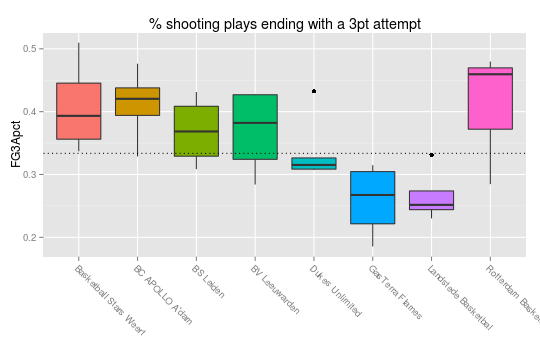 % shooting plays ending with a 3pt attempt
FG3Apct
0.5
0.4
0.3
0.2
Basketball Stars Weert
BC APOLLO A'dam
BS Leiden
BV Leeuwarden
Dukes Unlimited
GasTerra Flames
Landstede Basketbal
Rotterdam Baske